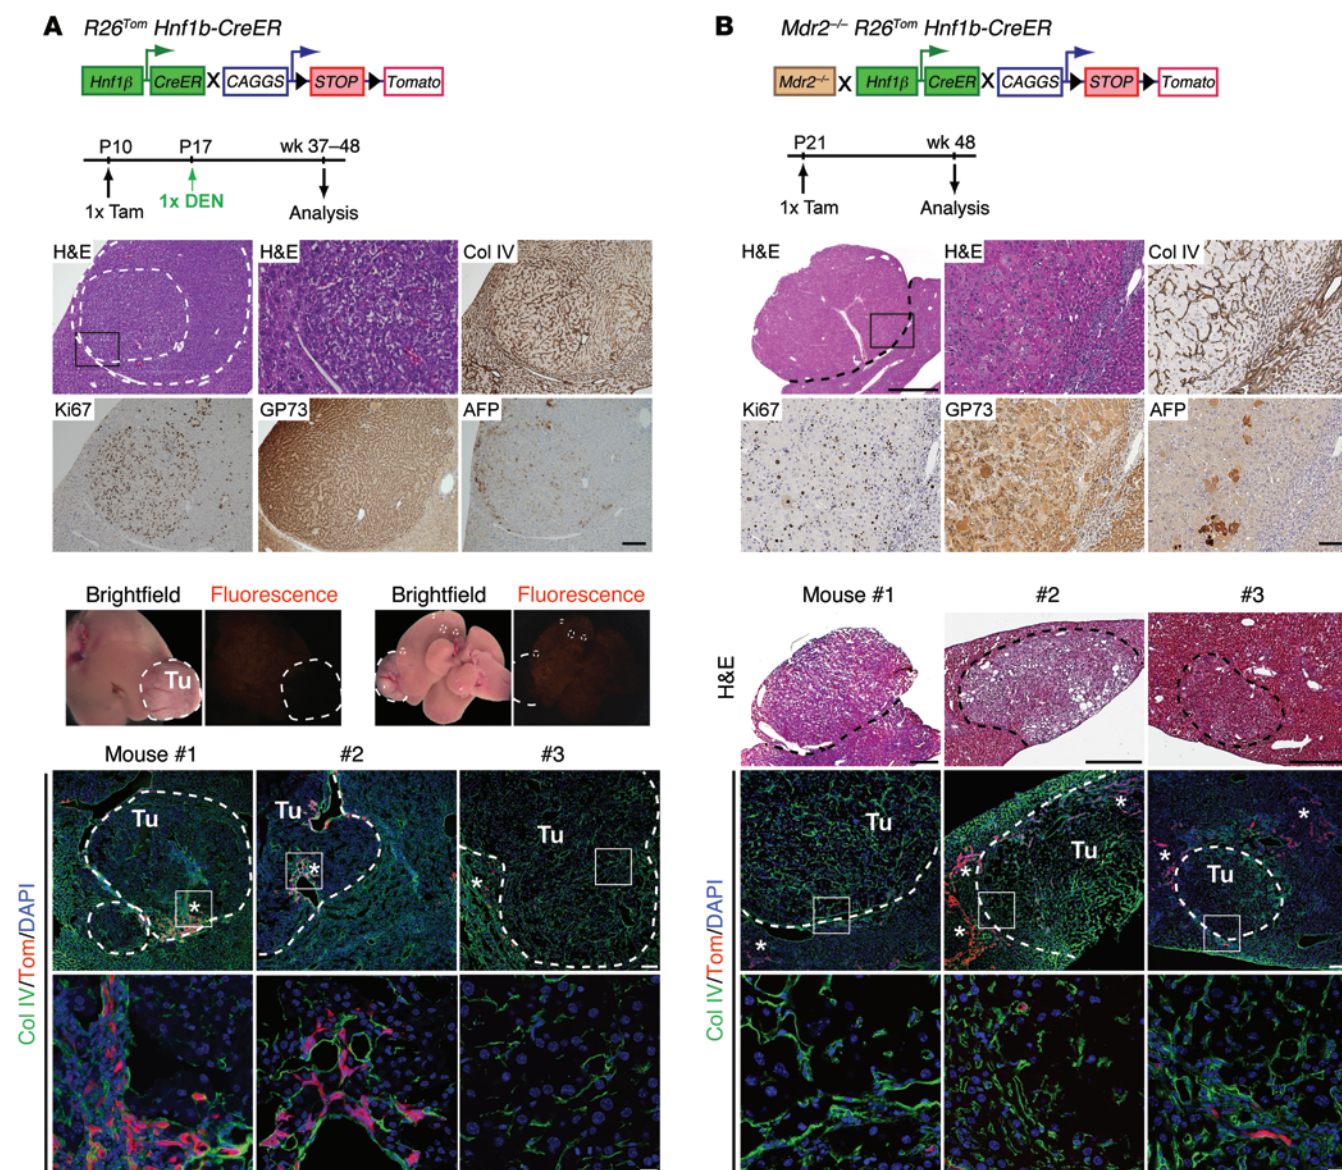 A
R26Tom Hnf1b-CreER
Hnf1β CreER X CAGGS STOP Tomato
P10 P17 wk 37–48
1x Tam 1x DEN Analysis
H&E H&E Col IV
Ki67 GP73 AFP
Brightfield Fluorescence Brightfield Fluorescence
Tu
Mouse #1 #2 #3
Tu Tu Tu
* * *
Col IV/Tom/DAPI
B
Mdr2–/– R26Tom Hnf1b-CreER
Mdr2–/– X Hnf1β CreER X CAGGS STOP Tomato
P21 wk 48
1x Tam Analysis
H&E H&E Col IV
Ki67 GP73 AFP
Mouse #1 #2 #3
H&E
Tu Tu Tu
* * * * *
Col IV/Tom/DAPI